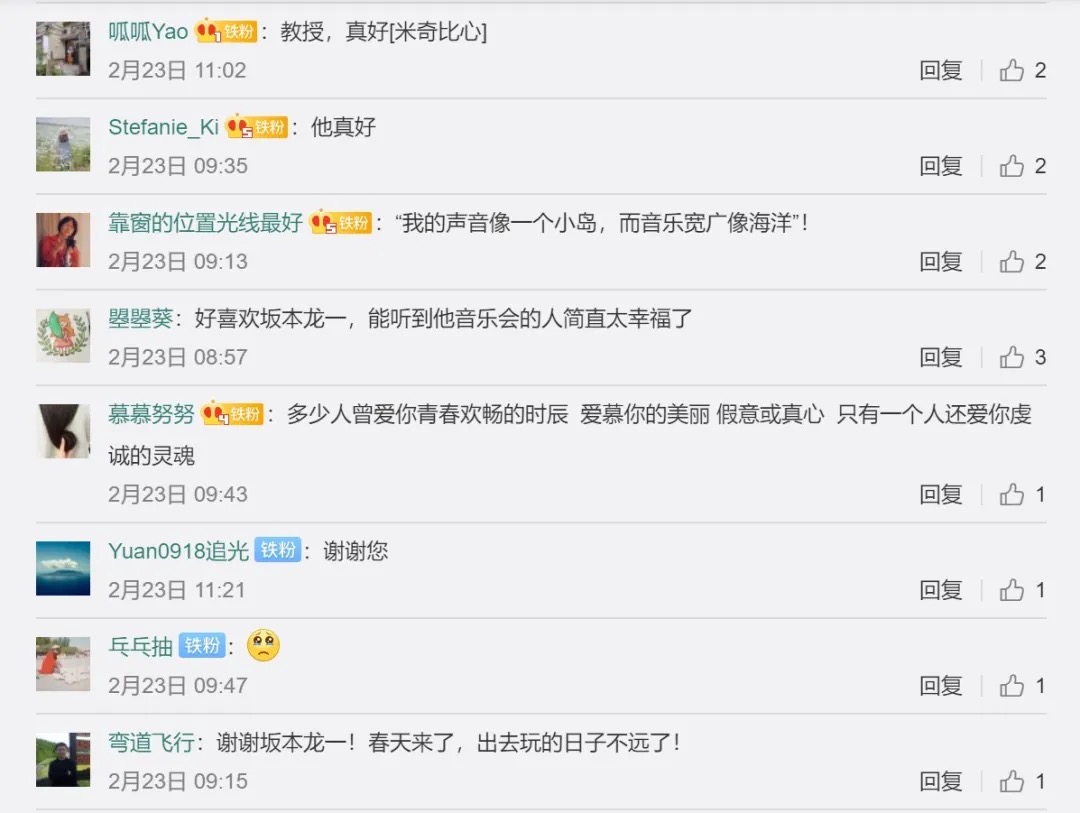 呱呱Yao 1 铁粉：教授，真好[米奇比心]
2月23日 11:02
回复 2
Stefanie_Ki 5 铁粉：他真好
2月23日 09:35
回复 2
靠窗的位置光线最好 5 铁粉：“我的声音像一个小岛，而音乐宽广像海洋”！
2月23日 09:13
回复 2
曌曌葵：好喜欢坂本龙一，能听到他音乐会的人简直太幸福了
2月23日 08:57
回复 3
慕慕努努 4 铁粉：多少人曾爱你青春欢畅的时辰 爱慕你的美丽 假意或真心 只有一个人还爱你虔
诚的灵魂
2月23日 09:43
回复 1
Yuan0918追光 铁粉：谢谢您
2月23日 11:21
回复 1
乓乓抽 铁粉：🥺
2月23日 09:47
回复 1
弯道飞行：谢谢坂本龙一！春天来了，出去玩的日子不远了！
2月23日 09:15
回复 1